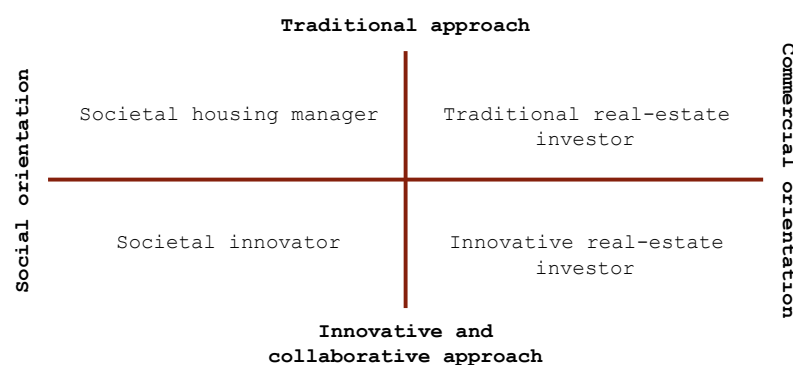 Traditional approach
Social orientation
Commercial orientation
Societal housing manager
Traditional real-estate
investor
Societal innovator
Innovative real-estate
investor
Innovative and
collaborative approach